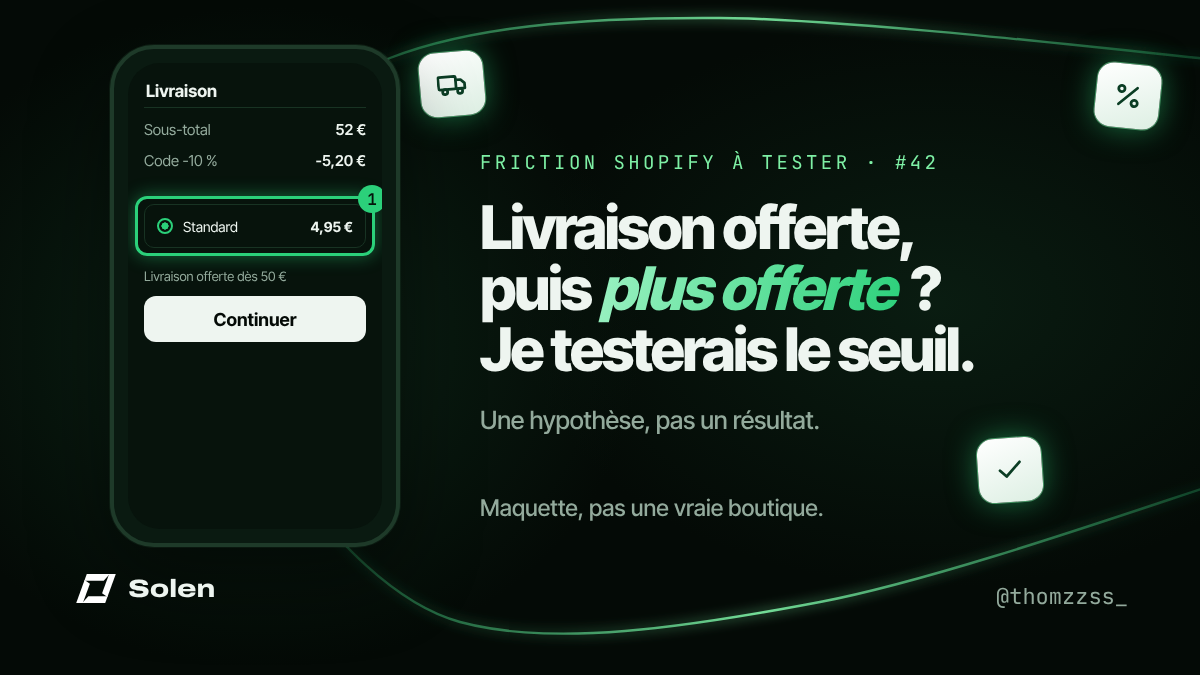 Livraison
Sous-total 52 €
Code -10 % -5,20 €
1
Standard 4,95 €
Livraison offerte dès 50 €
Continuer
FRICTION SHOPIFY À TESTER · #42
Livraison offerte,
puis plus offerte ?
Je testerais le seuil.
Une hypothèse, pas un résultat.
Maquette, pas une vraie boutique.
Solen
@thomzzss_